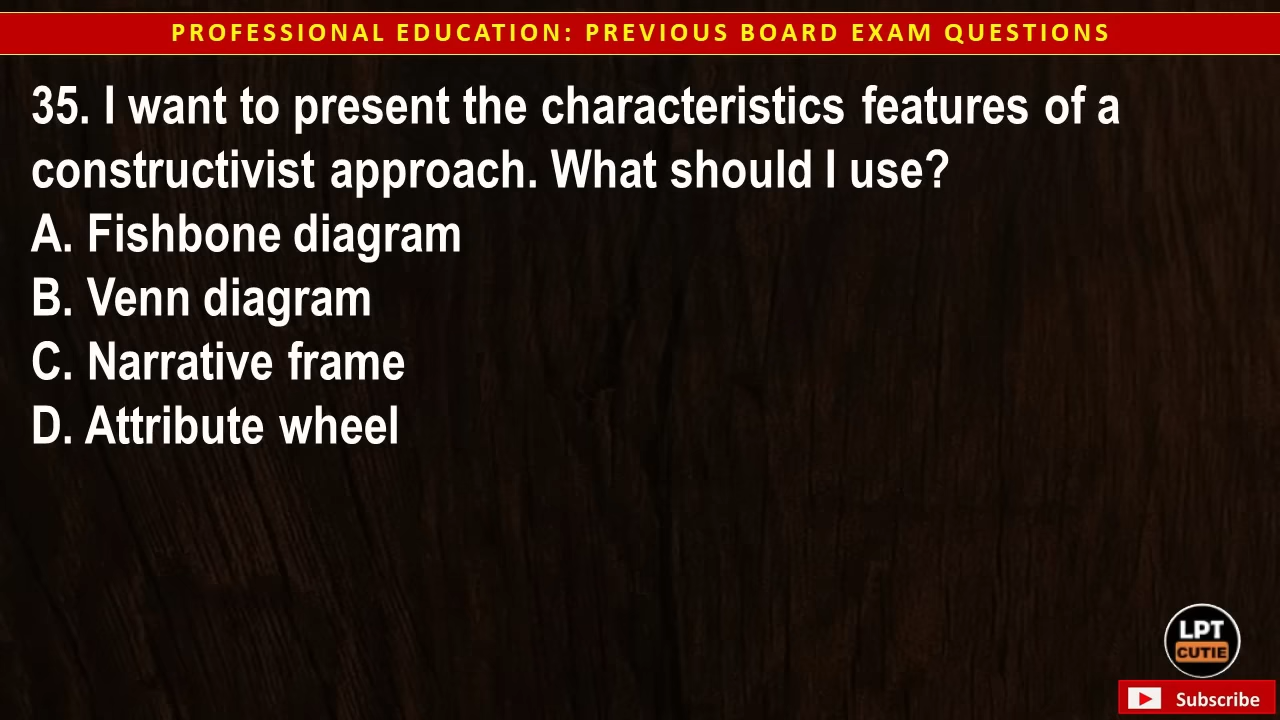 PROFESSIONAL EDUCATION: PREVIOUS BOARD EXAM QUESTIONS
35. I want to present the characteristics features of a
constructivist approach. What should I use?
A. Fishbone diagram
B. Venn diagram
C. Narrative frame
D. Attribute wheel
LPT
CUTIE
Subscribe